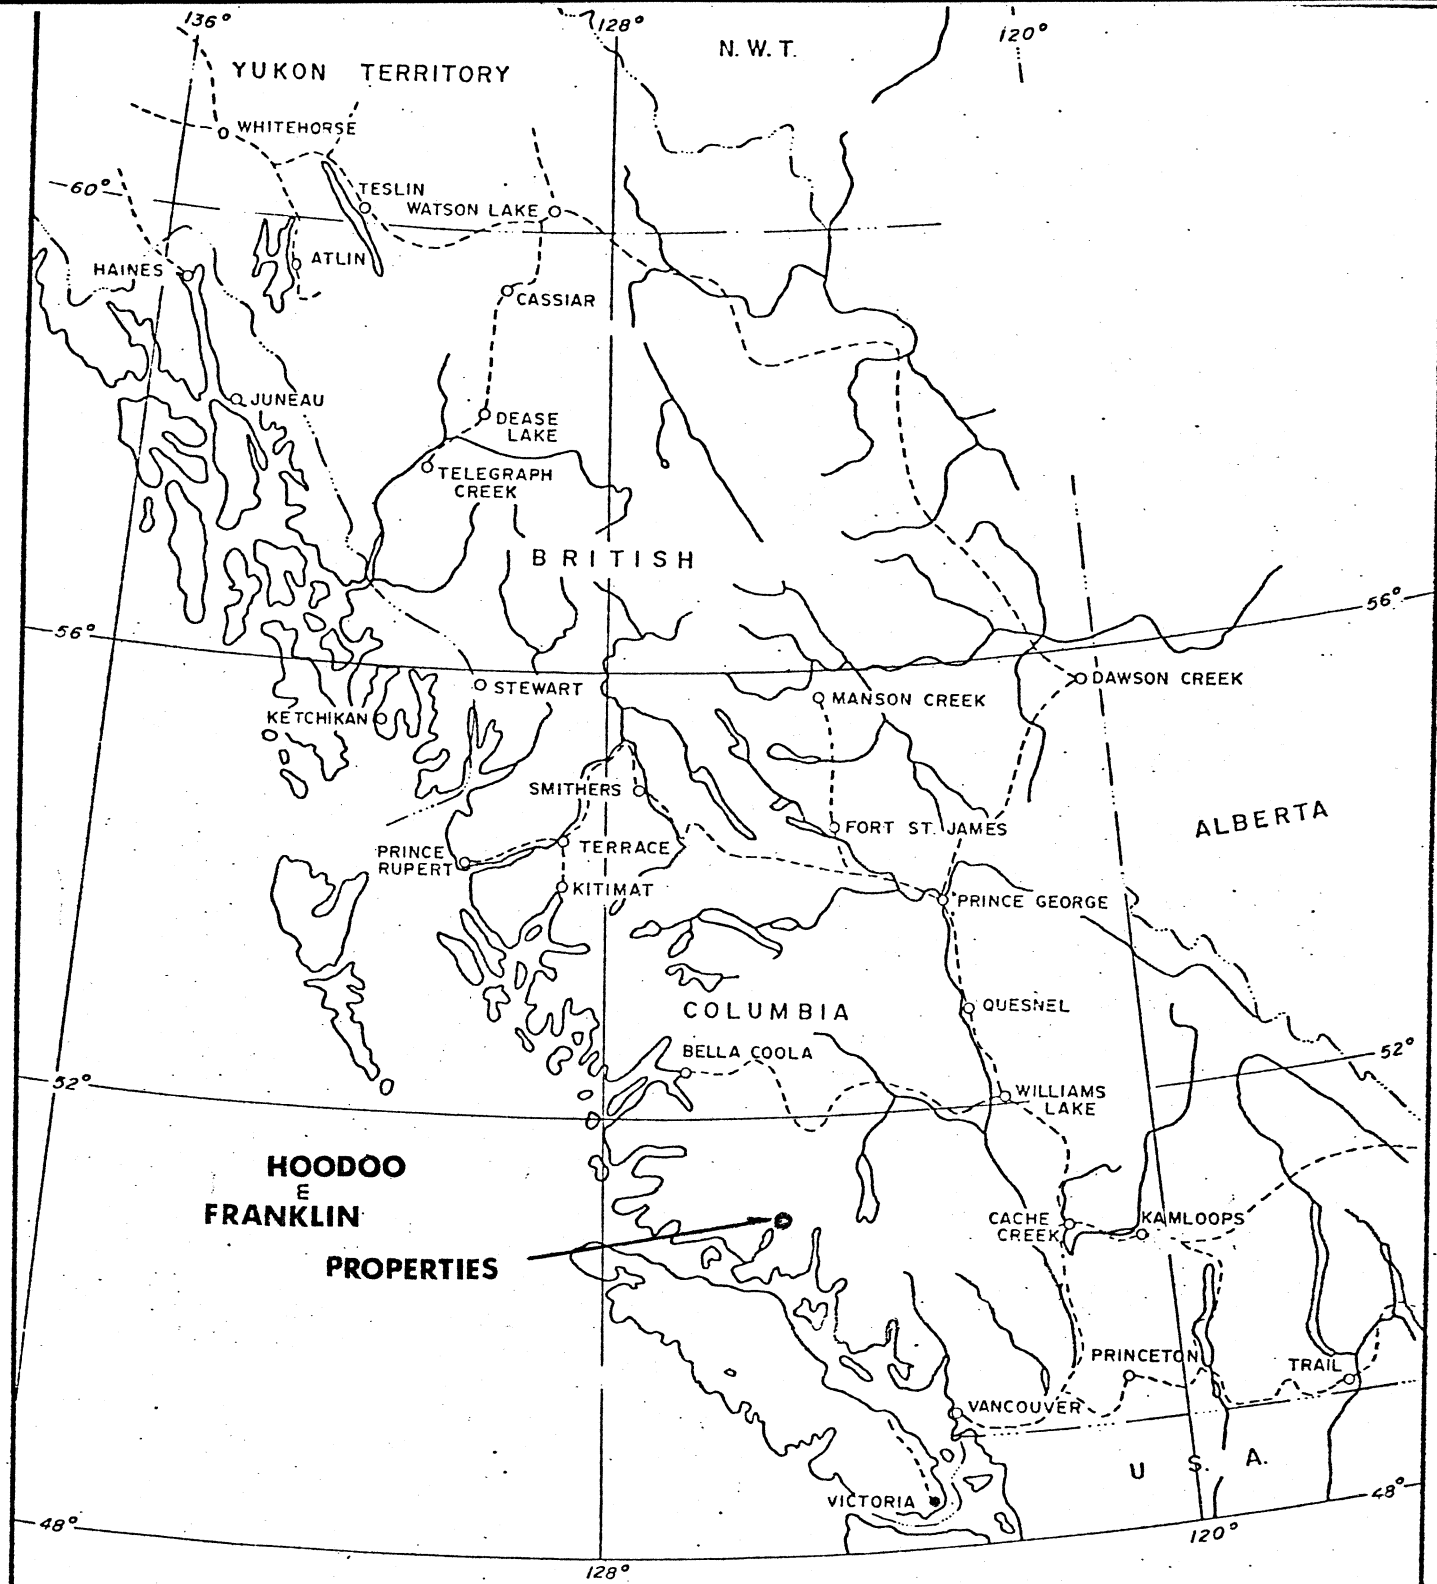 136°
128°
120°
N. W. T.
YUKON TERRITORY
WHITEHORSE
60°
TESLIN
WATSON LAKE
ATLIN
HAINES
CASSIAR
JUNEAU
DEASE
LAKE
TELEGRAPH
CREEK
BRITISH
56°
56°
STEWART
DAWSON CREEK
MANSON CREEK
KETCHIKAN
SMITHERS
ALBERTA
FORT ST. JAMES
TERRACE
PRINCE
RUPERT
KITIMAT
PRINCE GEORGE
QUESNEL
COLUMBIA
BELLA COOLA
52°
52°
WILLIAMS
LAKE
HOODOO
E
FRANKLIN
CACHE
CREEK
KAMLOOPS
PROPERTIES
PRINCETON
TRAIL
VANCOUVER
U. S. A.
VICTORIA
48°
48°
120°
128°